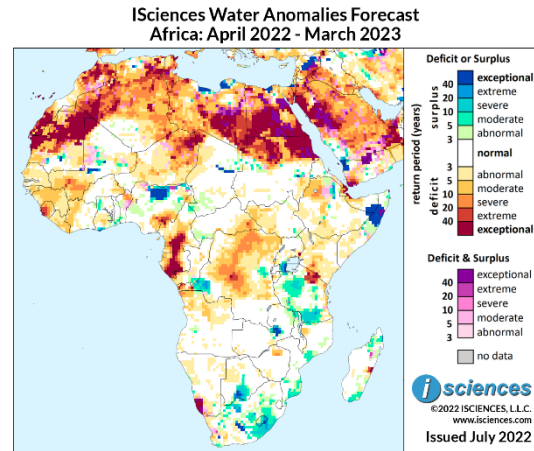 ISciences Water Anomalies Forecast
Africa: April 2022 - March 2023
Deficit or Surplus
return period (years)
surplus
deficit
40
20
10
5
3
3
5
10
20
40
exceptional
extreme
severe
moderate
abnormal
normal
abnormal
moderate
severe
extreme
exceptional
Deficit & Surplus
40
20
10
5
3
exceptional
extreme
severe
moderate
abnormal
no data
i sciences
©2022 ISCIENCES, L.L.C.
www.isciences.com
Issued July 2022